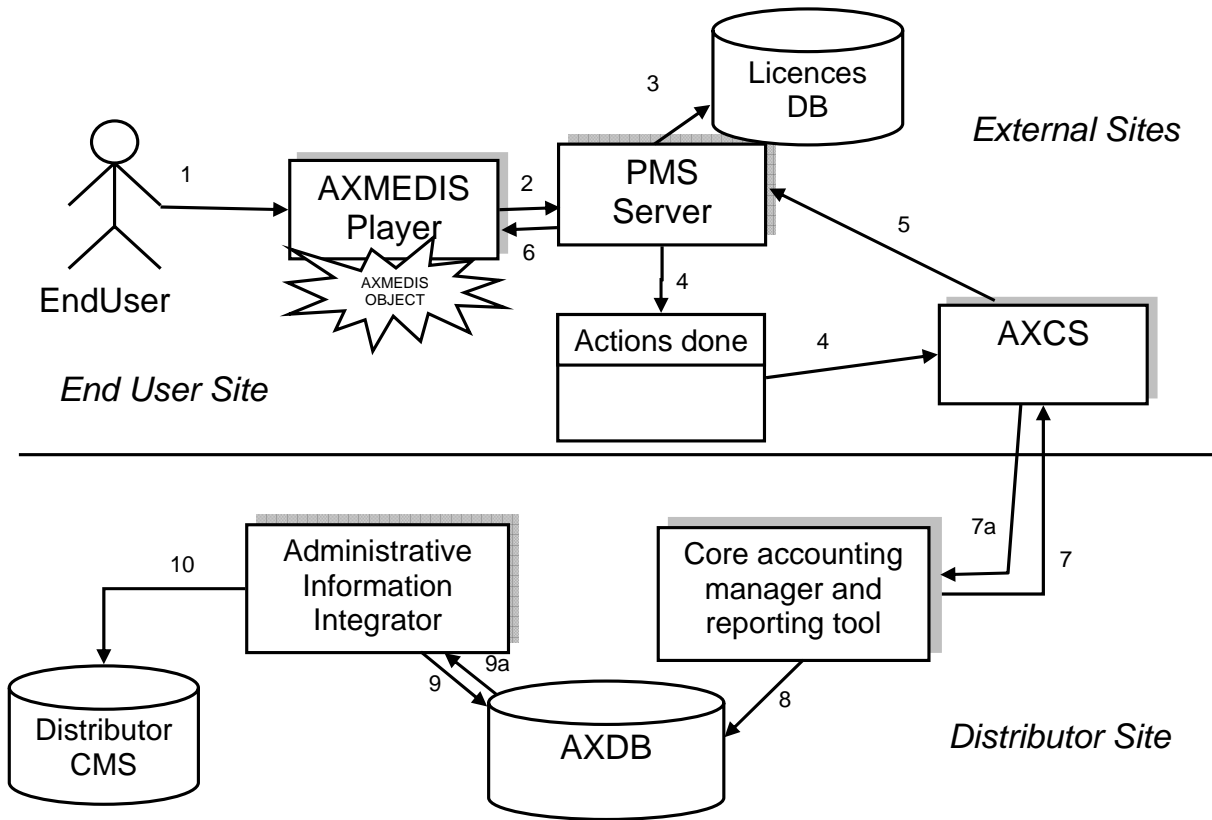 Licences
DB
3
External Sites
1
AXMEDIS
Player
2
6
PMS
Server
5
AXMEDIS
OBJECT
EndUser
4
Actions done
4
AXCS
End User Site
7a
7
Administrative
Information
Integrator
10
Core accounting
manager and
reporting tool
9a
9
8
Distributor
CMS
AXDB
Distributor Site